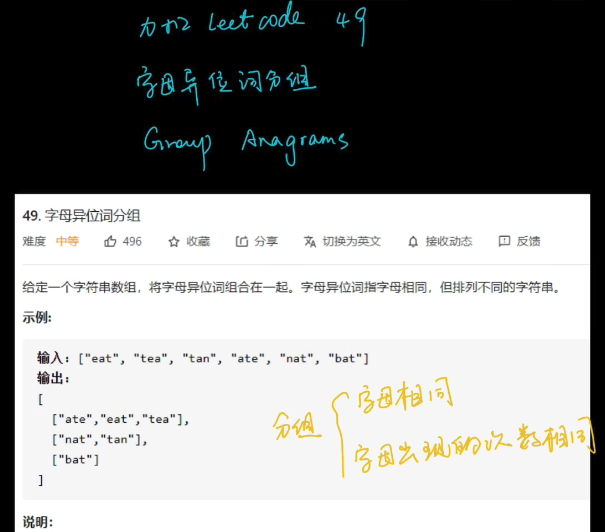 力扣 leetcode 49
字母异位词分组
Group Anagrams
49. 字母异位词分组
难度 中等 496 收藏 分享 切换为英文 接收动态 反馈
给定一个字符串数组，将字母异位词组合在一起。字母异位词指字母相同，但排列不同的字符串。
示例:
输入: ["eat", "tea", "tan", "ate", "nat", "bat"]
输出:
[
["ate","eat","tea"],
["nat","tan"],
["bat"]
]
分组
字母相同
字母出现的次数相同
说明: